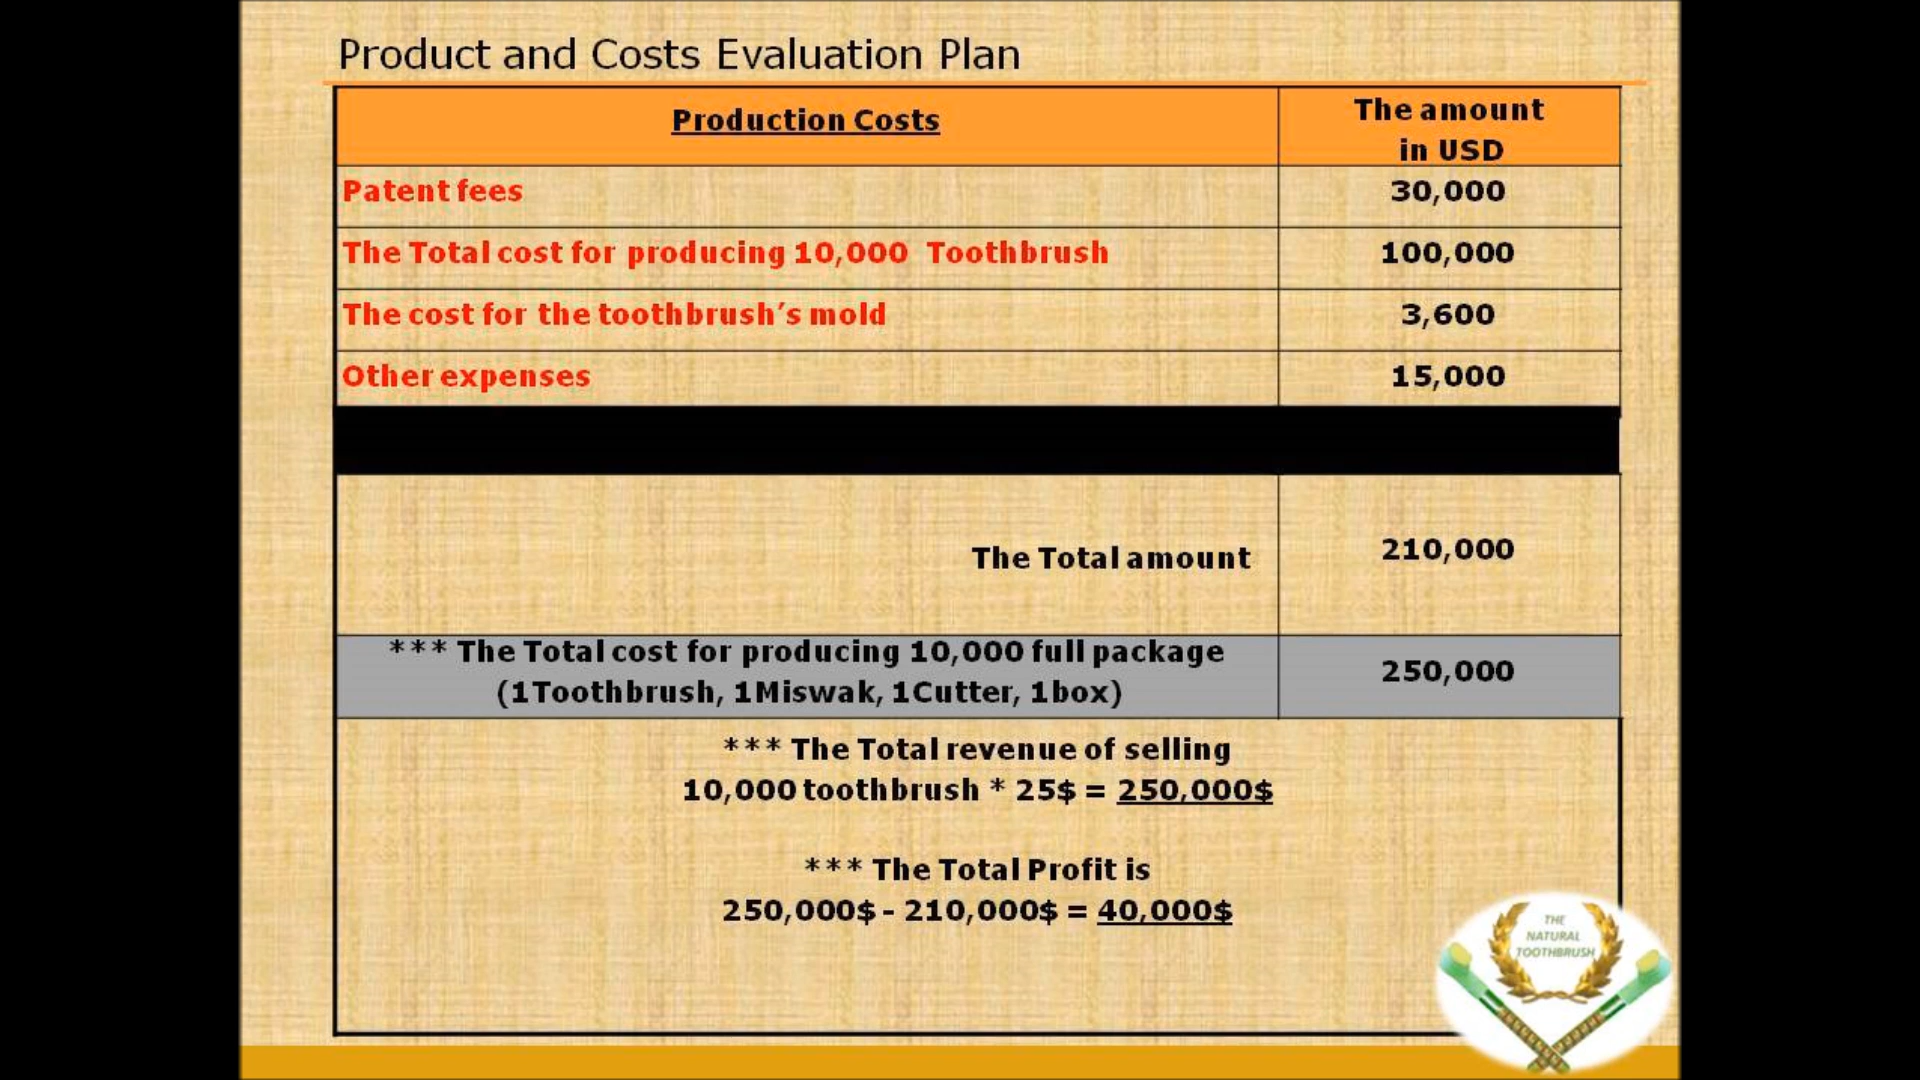 Product and Costs Evaluation Plan
Production Costs
The amount
in USD
Patent fees
30,000
The Total cost for producing 10,000 Toothbrush
100,000
The cost for the toothbrush's mold
3,600
Other expenses
15,000
The Total amount
210,000
*** The Total cost for producing 10,000 full package
(1Toothbrush, 1Miswak, 1Cutter, 1box)
250,000
*** The Total revenue of selling
10,000 toothbrush * 25$ = 250,000$
*** The Total Profit is
250,000$ - 210,000$ = 40,000$
THE
NATURAL
TOOTHBRUSH